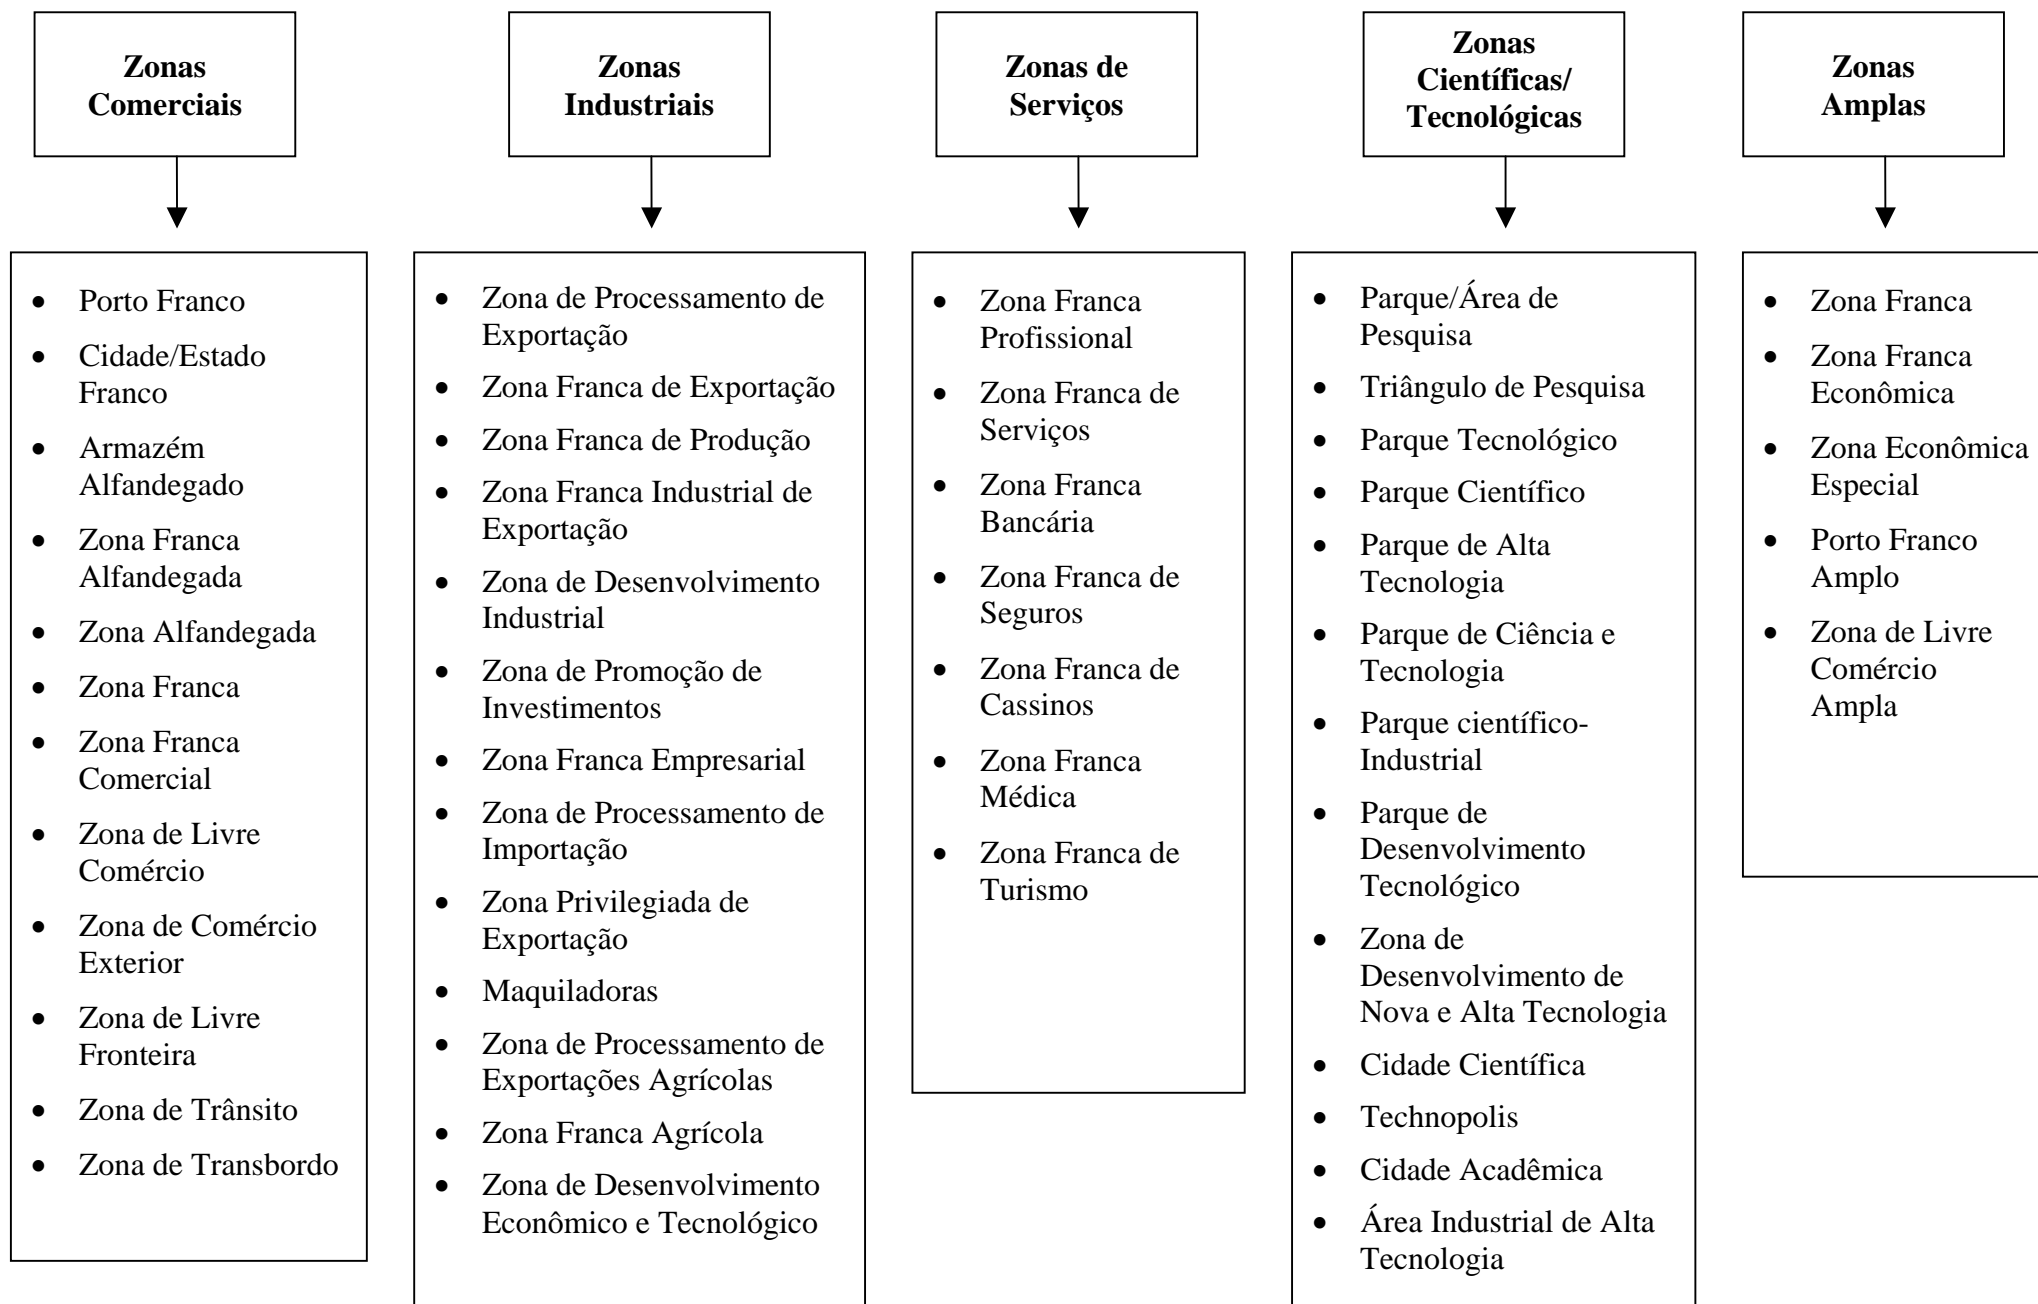 Zonas
Comerciais
Zonas
Industriais
Zonas de
Serviços
Zonas
Científicas/
Tecnológicas
Zonas
Amplas
• Porto Franco
• Cidade/Estado
Franco
• Armazém
Alfandegado
• Zona Franca
Alfandegada
• Zona Alfandegada
• Zona Franca
• Zona Franca
Comercial
• Zona de Livre
Comércio
• Zona de Comércio
Exterior
• Zona de Livre
Fronteira
• Zona de Trânsito
• Zona de Transbordo
• Zona de Processamento de
Exportação
• Zona Franca de Exportação
• Zona Franca de Produção
• Zona Franca Industrial de
Exportação
• Zona de Desenvolvimento
Industrial
• Zona de Promoção de
Investimentos
• Zona Franca Empresarial
• Zona de Processamento de
Importação
• Zona Privilegiada de
Exportação
• Maquiladoras
• Zona de Processamento de
Exportações Agrícolas
• Zona Franca Agrícola
• Zona de Desenvolvimento
Econômico e Tecnológico
• Zona Franca
Profissional
• Zona Franca de
Serviços
• Zona Franca
Bancária
• Zona Franca de
Seguros
• Zona Franca de
Cassinos
• Zona Franca
Médica
• Zona Franca de
Turismo
• Parque/Área de
Pesquisa
• Triângulo de Pesquisa
• Parque Tecnológico
• Parque Científico
• Parque de Alta
Tecnologia
• Parque de Ciência e
Tecnologia
• Parque científico-
Industrial
• Parque de
Desenvolvimento
Tecnológico
• Zona de
Desenvolvimento de
Nova e Alta Tecnologia
• Cidade Científica
• Technopolis
• Cidade Acadêmica
• Área Industrial de Alta
Tecnologia
• Zona Franca
• Zona Franca
Econômica
• Zona Econômica
Especial
• Porto Franco
Amplo
• Zona de Livre
Comércio
Ampla